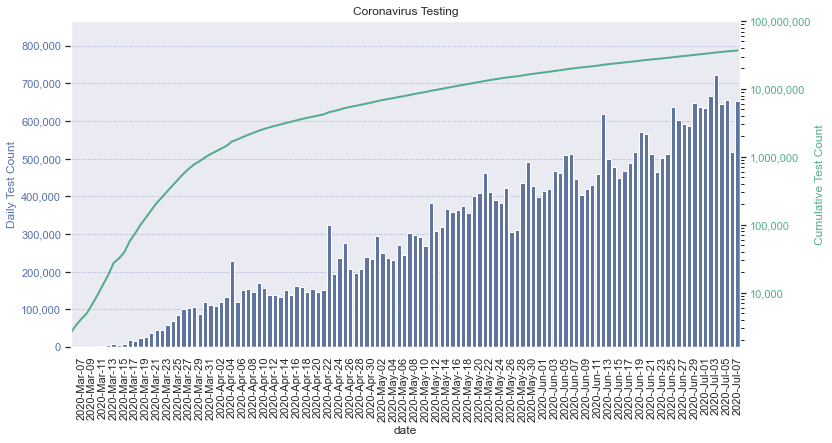 Coronavirus Testing
Daily Test Count
800,000
700,000
600,000
500,000
400,000
300,000
200,000
100,000
0
100,000,000
10,000,000
1,000,000
100,000
10,000
Cumulative Test Count
2020-Mar-07
2020-Mar-09
2020-Mar-11
2020-Mar-13
2020-Mar-15
2020-Mar-17
2020-Mar-19
2020-Mar-21
2020-Mar-23
2020-Mar-25
2020-Mar-27
2020-Mar-29
2020-Mar-31
2020-Apr-02
2020-Apr-04
2020-Apr-06
2020-Apr-08
2020-Apr-10
2020-Apr-12
2020-Apr-14
2020-Apr-16
2020-Apr-18
2020-Apr-20
2020-Apr-22
2020-Apr-24
2020-Apr-26
2020-Apr-28
2020-Apr-30
2020-May-02
2020-May-04
2020-May-06
2020-May-08
2020-May-10
2020-May-12
2020-May-14
2020-May-16
2020-May-18
2020-May-20
2020-May-22
2020-May-24
2020-May-26
2020-May-28
2020-May-30
2020-Jun-01
2020-Jun-03
2020-Jun-05
2020-Jun-07
2020-Jun-09
2020-Jun-11
2020-Jun-13
2020-Jun-15
2020-Jun-17
2020-Jun-19
2020-Jun-21
2020-Jun-23
2020-Jun-25
2020-Jun-27
2020-Jun-29
2020-Jul-01
2020-Jul-03
2020-Jul-05
2020-Jul-07
date